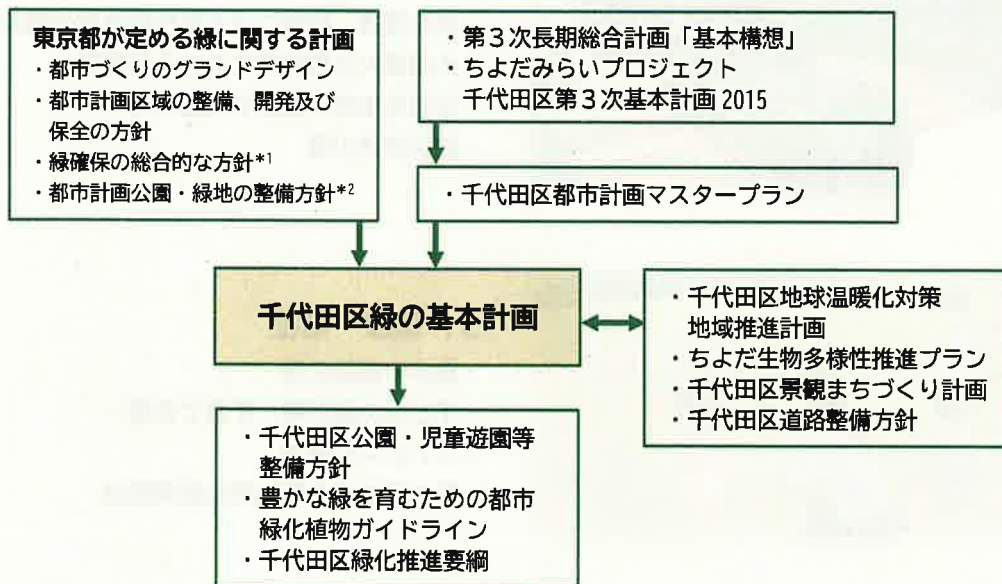 東京都が定める緑に関する計画
・都市づくりのグランドデザイン
・都市計画区域の整備、開発及び
保全の方針
・緑確保の総合的な方針*1
・都市計画公園・緑地の整備方針*2
・第3次長期総合計画「基本構想」
・ちよだみらいプロジェクト
千代田区第3次基本計画 2015
・千代田区都市計画マスタープラン
千代田区緑の基本計画
・千代田区地球温暖化対策
地域推進計画
・ちよだ生物多様性推進プラン
・千代田区景観まちづくり計画
・千代田区道路整備方針
・千代田区公園・児童遊園等
整備方針
・豊かな緑を育むための都市
緑化植物ガイドライン
・千代田区緑化推進要綱